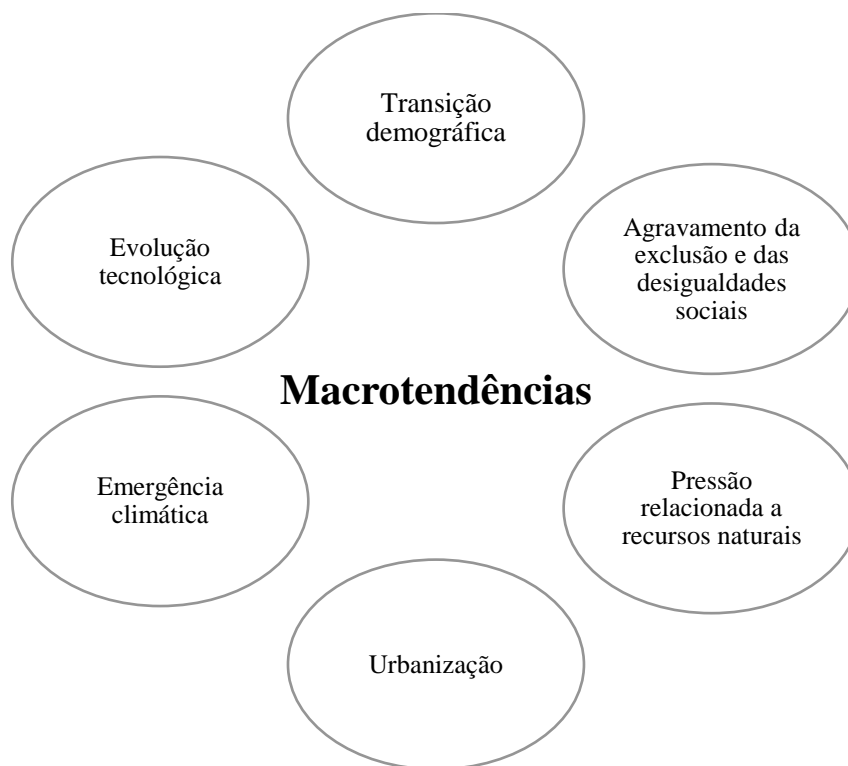 Transição
demográfica
Evolução
tecnológica
Agravamento da
exclusão e das
desigualdades
sociais
Macrotendências
Emergência
climática
Pressão
relacionada a
recursos naturais
Urbanização